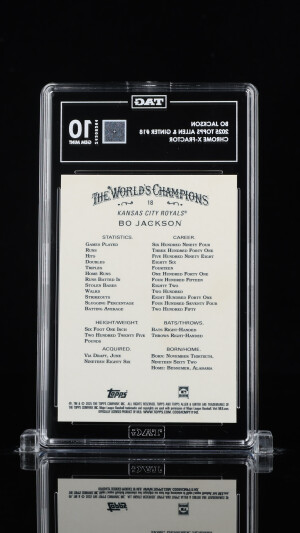 TAG
BO JACKSON
2025 TOPPS ALLEN & GINTER #18
CHROME X-FRACTOR
10
GEM MINT
THE WORLD'S CHAMPIONS
18
KANSAS CITY ROYALS®
BO JACKSON
STATISTICS: CAREER:
GAMES PLAYED SIX HUNDRED NINETY FOUR
RUNS THREE HUNDRED FORTY ONE
HITS FIVE HUNDRED NINETY EIGHT
DOUBLES EIGHTY SIX
TRIPLES FOURTEEN
HOME RUNS ONE HUNDRED FORTY ONE
RUNS BATTED IN FOUR HUNDRED FIFTEEN
STOLEN BASES EIGHTY TWO
WALKS TWO HUNDRED
STRIKEOUTS EIGHT HUNDRED FORTY ONE
SLUGGING PERCENTAGE FOUR HUNDRED SEVENTY FOUR
BATTING AVERAGE TWO HUNDRED FIFTY
HEIGHT/WEIGHT: BATS/THROWS:
SIX FOOT ONE INCH BATS RIGHT-HANDED
TWO HUNDRED TWENTY FIVE THROWS RIGHT-HANDED
POUNDS
ACQUIRED: BORN/HOME:
VIA DRAFT, JUNE BORN: NOVEMBER THIRTIETH,
NINETEEN EIGHTY SIX NINETEEN SIXTY TWO
HOME: BESSEMER, ALABAMA
Topps